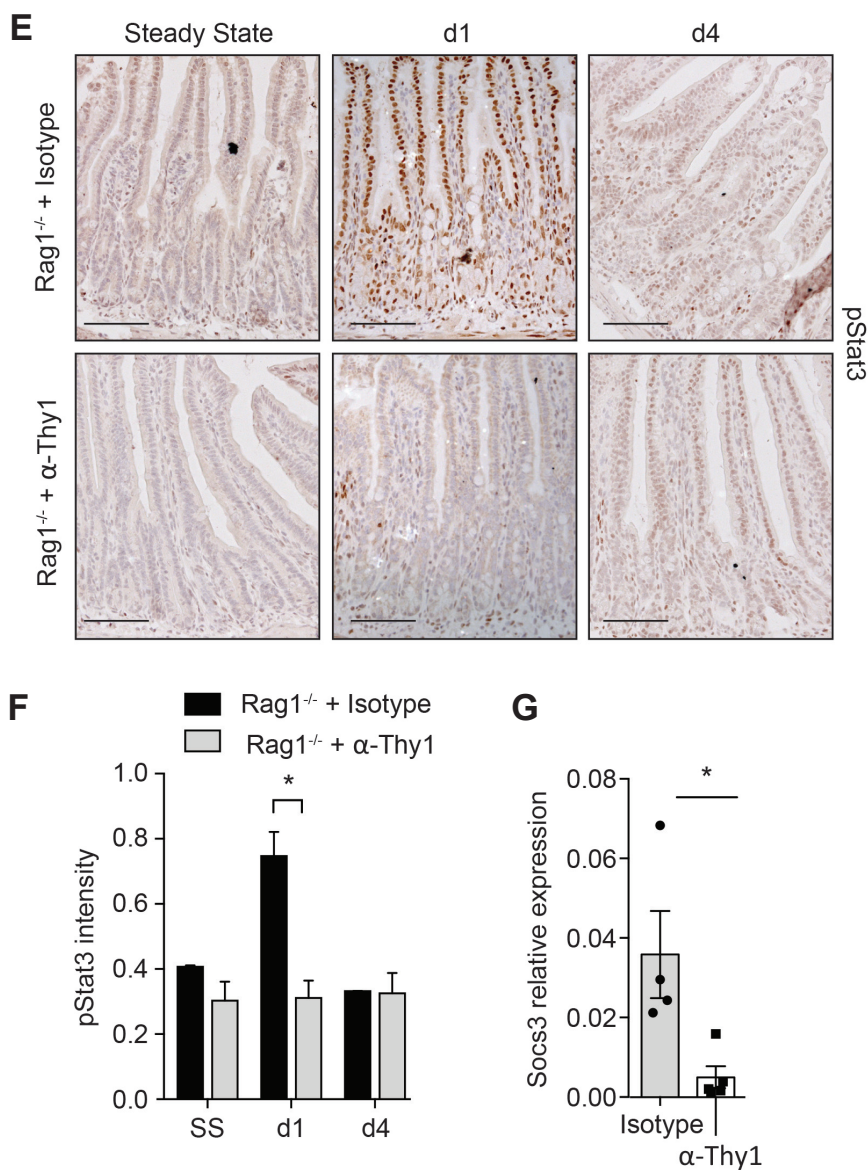 E
Steady State d1 d4
Rag1-/- + Isotype
Rag1-/- + α-Thy1
pStat3
F
Rag1-/- + Isotype
Rag1-/- + α-Thy1
1.0
0.8
0.6
0.4
0.2
0.0
pStat3 intensity
*
SS d1 d4
G
0.08
0.06
0.04
0.02
0.00
Socs3 relative expression
*
Isotype
α-Thy1